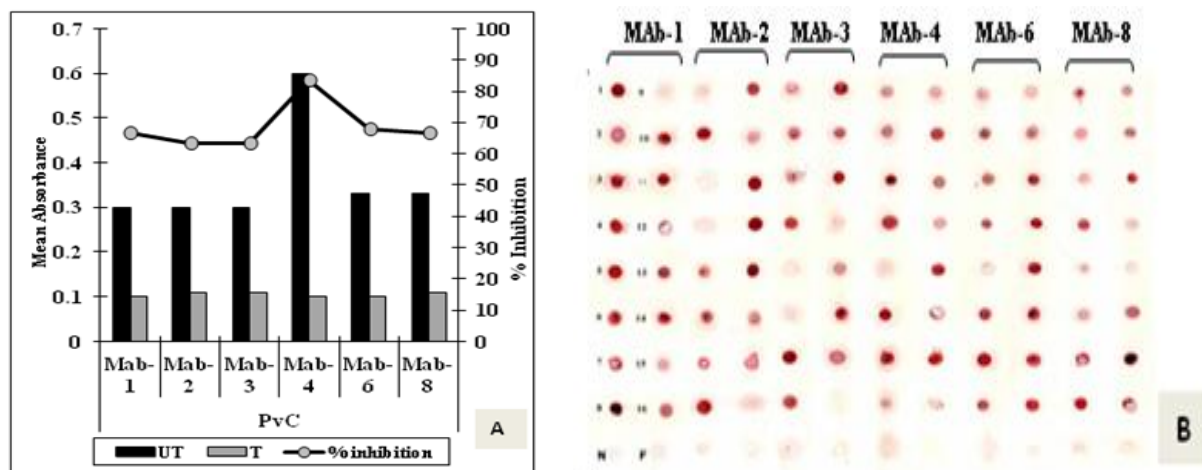 0.7
0.6
0.5
0.4
0.3
0.2
0.1
0
Mean Absorbance
100
90
80
70
60
50
40
30
20
10
0
% Inhibition
Mab-1 Mab-2 Mab-3 Mab-4 Mab-6 Mab-8
PvC
UT T % inhibition
A
MAb-1 MAb-2 MAb-3 MAb-4 MAb-6 MAb-8
N P
B